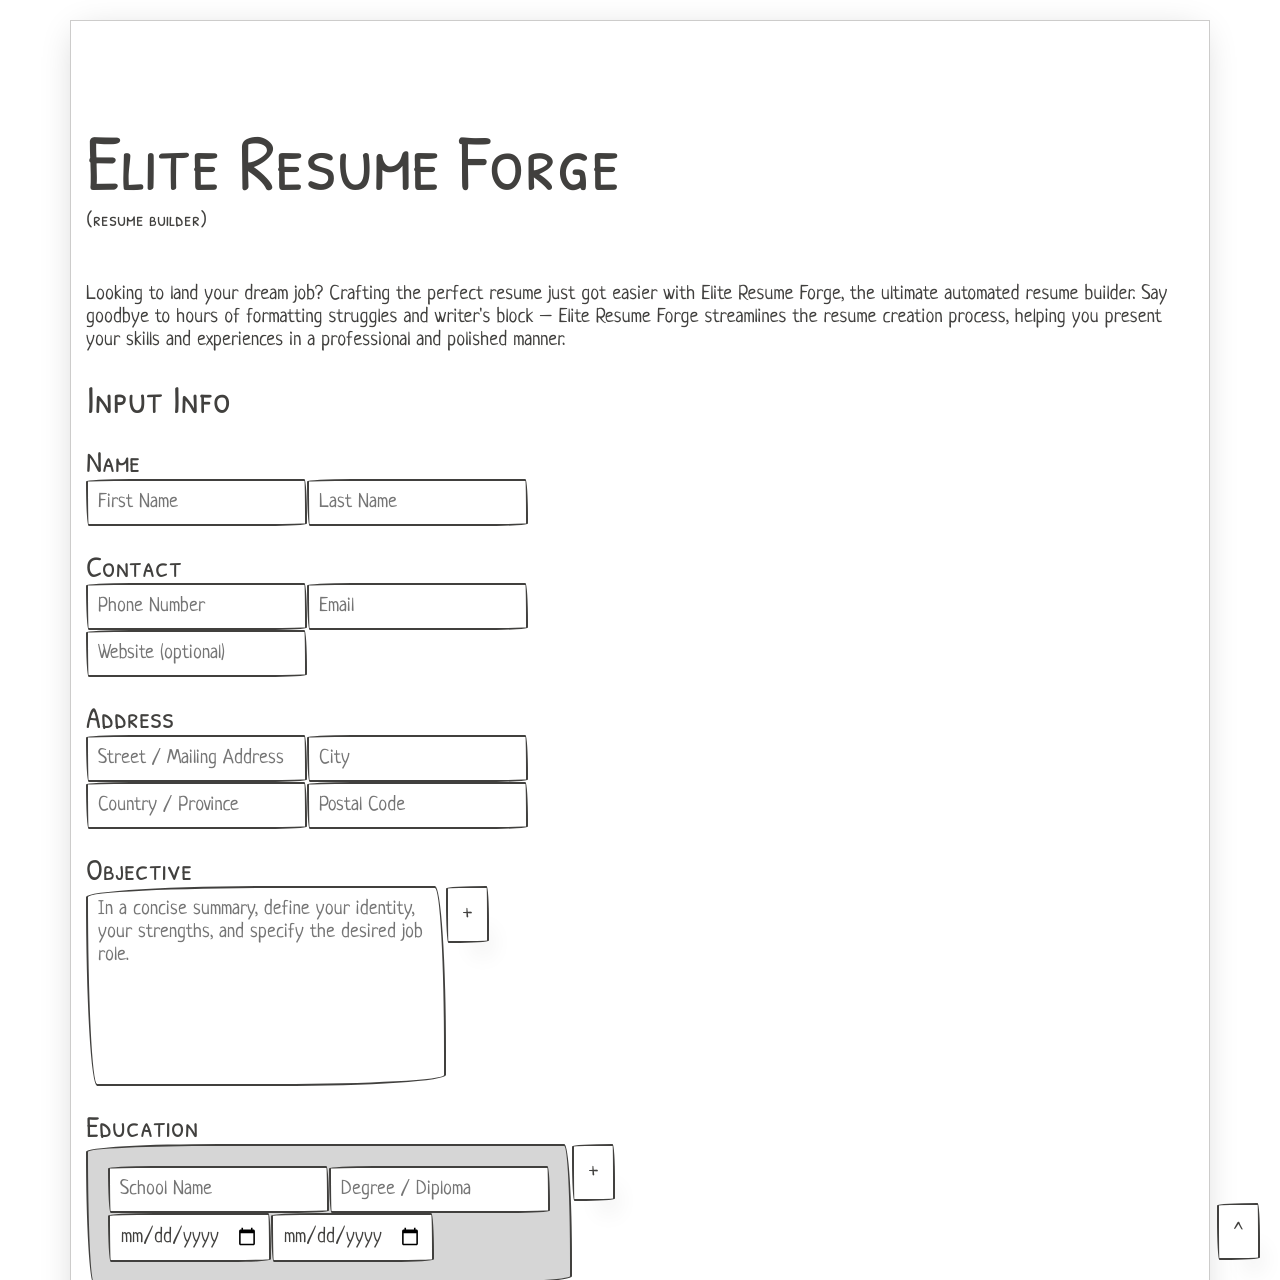 Elite Resume Forge
(resume builder)
Looking to land your dream job? Crafting the perfect resume just got easier with Elite Resume Forge, the ultimate automated resume builder. Say
goodbye to hours of formatting struggles and writer's block – Elite Resume Forge streamlines the resume creation process, helping you present
your skills and experiences in a professional and polished manner.
Input Info
Name
First Name Last Name
Contact
Phone Number Email
Website (optional)
Address
Street / Mailing Address City
Country / Province Postal Code
Objective
In a concise summary, define your identity, +
your strengths, and specify the desired job
role.
Education
School Name Degree / Diploma +
mm/dd/yyyy mm/dd/yyyy ^